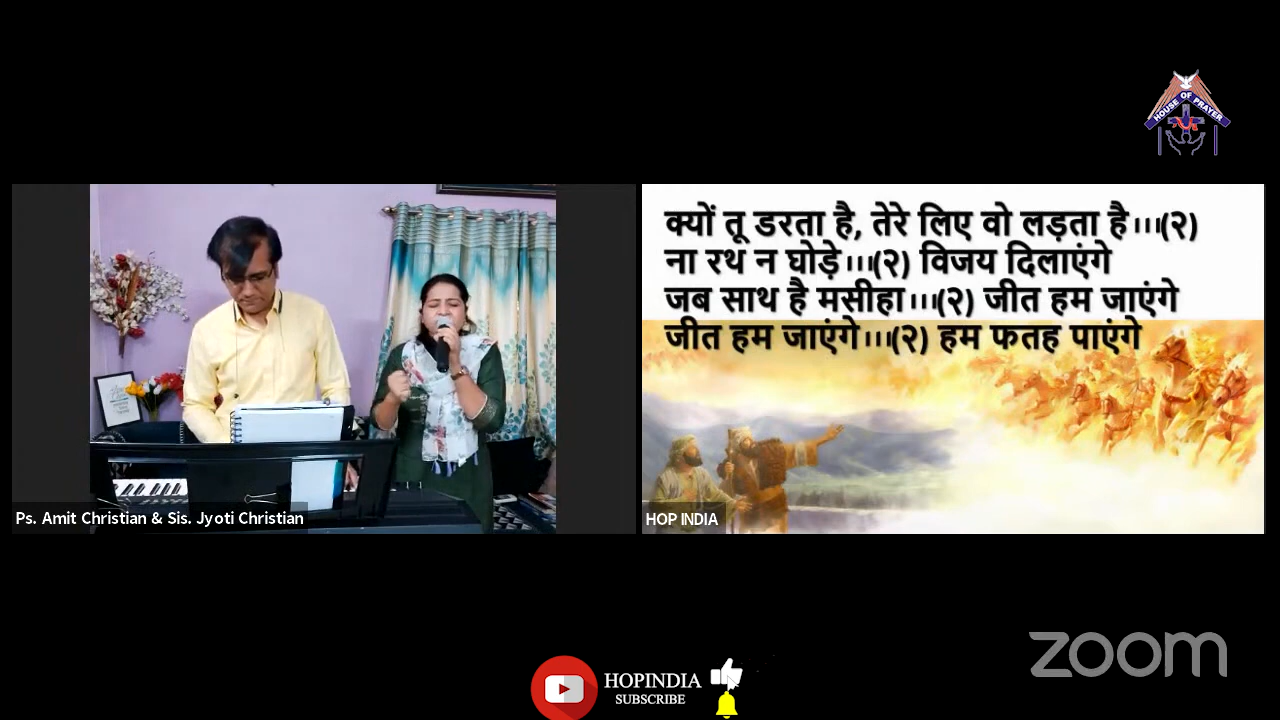 HOUSE OF PRAYER
क्यों तू डरता है, तेरे लिए वो लड़ता है।।।(२)
ना रथ न घोड़े।।।(२) विजय दिलाएंगे
जब साथ है मसीहा।।।(२) जीत हम जाएंगे
जीत हम जाएंगे।।।(२) हम फतह पाएंगे
Ps. Amit Christian & Sis. Jyoti Christian
HOP INDIA
zoom
HOPINDIA
SUBSCRIBE